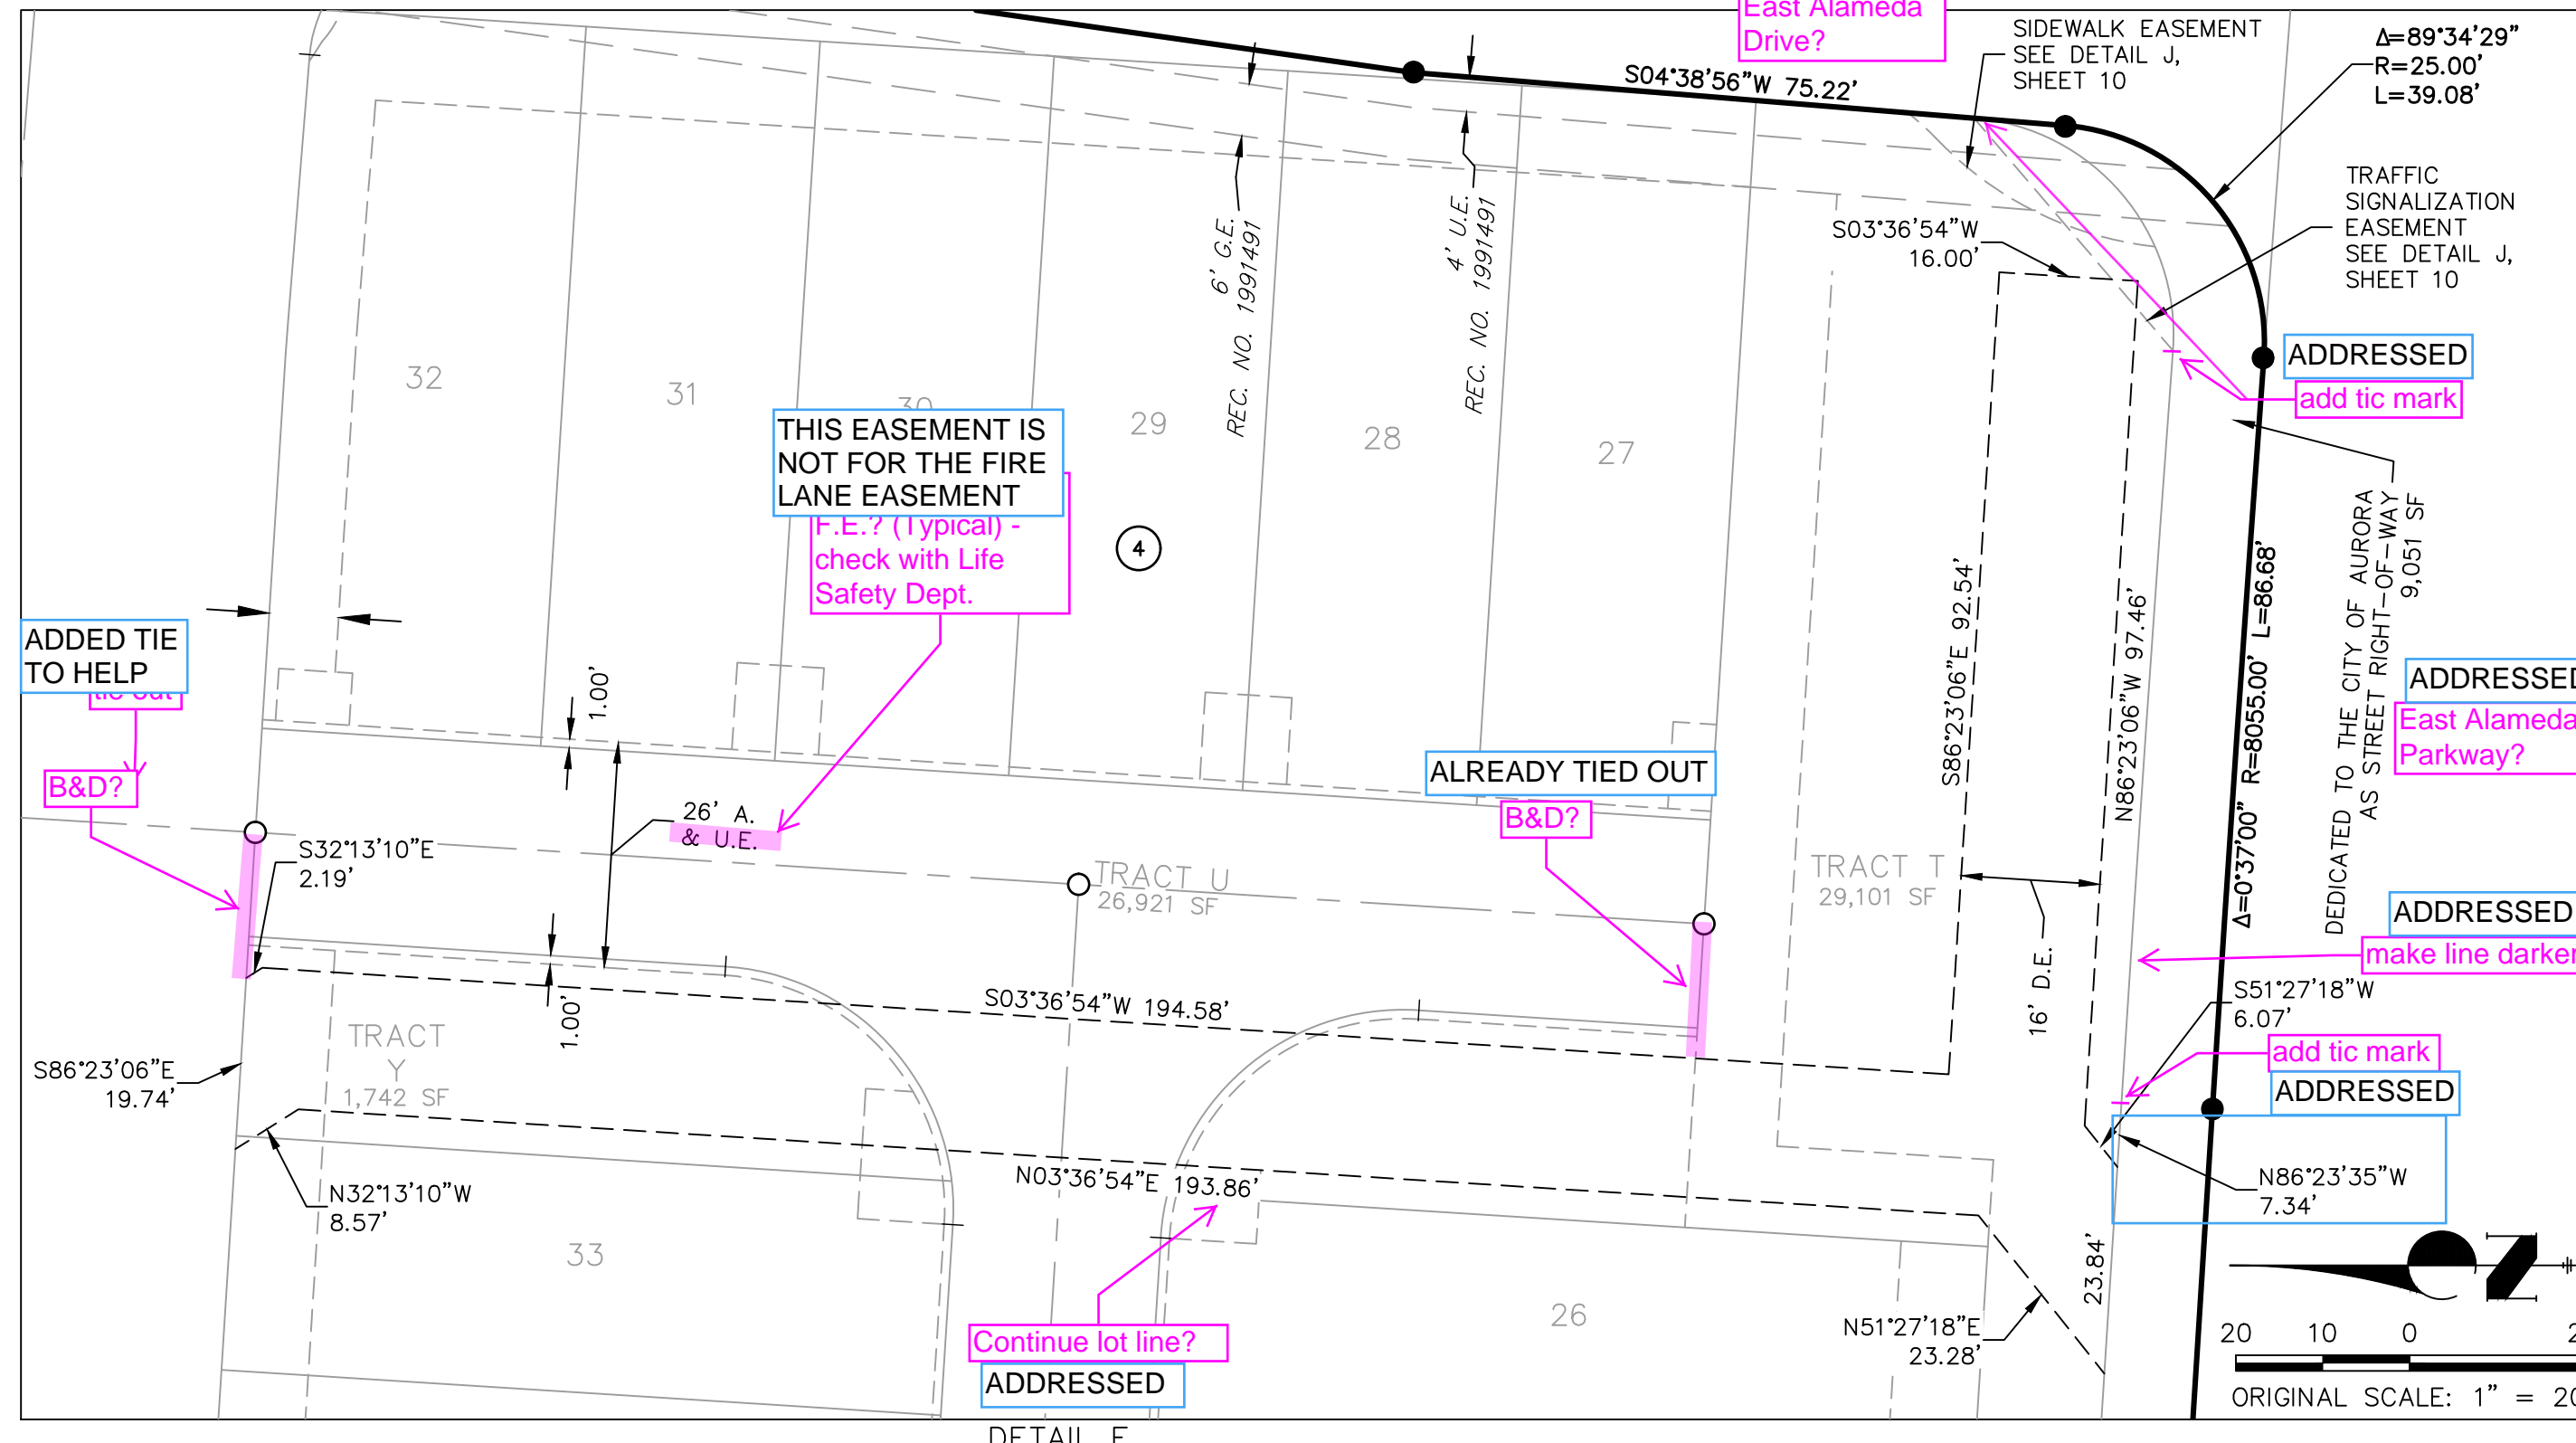 East Alameda
Drive?
SIDEWALK EASEMENT
SEE DETAIL J,
SHEET 10
Δ=89°34'29"
R=25.00'
L=39.08'
S04°38'56"W 75.22'
TRAFFIC
SIGNALIZATION
EASEMENT
SEE DETAIL J,
SHEET 10
S03°36'54"W
16.00'
6' G.E.
REC. NO. 1991491
4' U.E.
REC. NO. 1991491
ADDRESSED
add tic mark
32
31
30
29
28
27
THIS EASEMENT IS
NOT FOR THE FIRE
LANE EASEMENT
F.E.? (Typical) -
check with Life
Safety Dept.
4
DEDICATED TO THE CITY OF AURORA
AS STREET RIGHT-OF-WAY
9,051 SF
S86°23'06"E 92.54'
N86°23'06"W 97.46'
Δ=0°37'00" R=8055.00' L=86.68'
ADDED TIE
TO HELP
tie out
B&D?
1.00'
ADDRESSED
East Alameda
Parkway?
ALREADY TIED OUT
B&D?
26' A.
& U.E.
S32°13'10"E
2.19'
TRACT U
26,921 SF
TRACT T
29,101 SF
16' D.E.
ADDRESSED
make line darker
S51°27'18"W
6.07'
1.00'
S03°36'54"W 194.58'
TRACT
Y
1,742 SF
S86°23'06"E
19.74'
add tic mark
ADDRESSED
N03°36'54"E 193.86'
N32°13'10"W
8.57'
N86°23'35"W
7.34'
33
26
23.84'
N51°27'18"E
23.28'
Continue lot line?
ADDRESSED
20 10 0 2
ORIGINAL SCALE: 1" = 20
DETAIL F